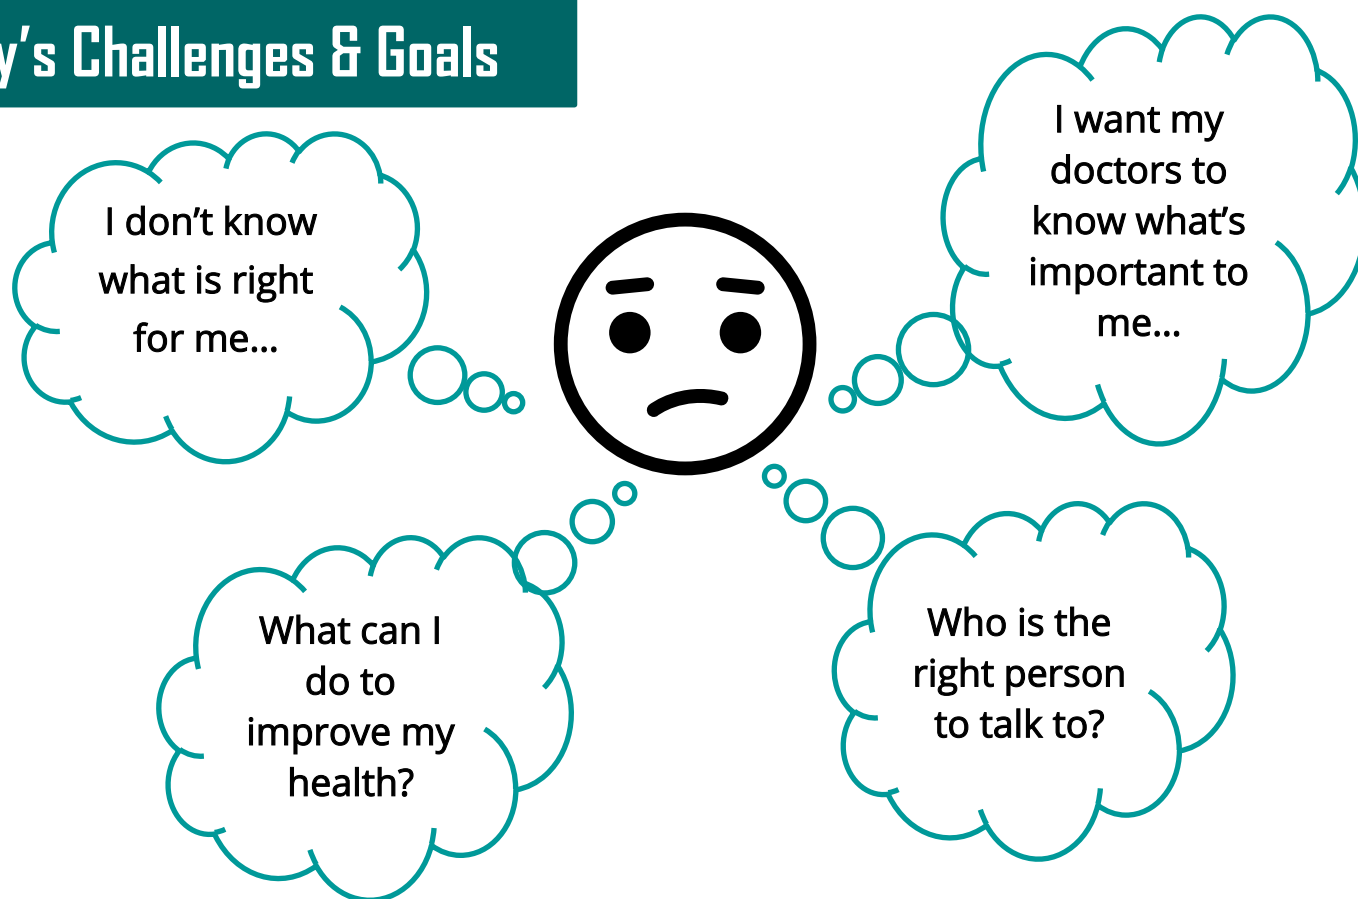 y's Challenges & Goals
I don't know
what is right
for me...
I want my
doctors to
know what's
important to
me...
What can I
do to
improve my
health?
Who is the
right person
to talk to?